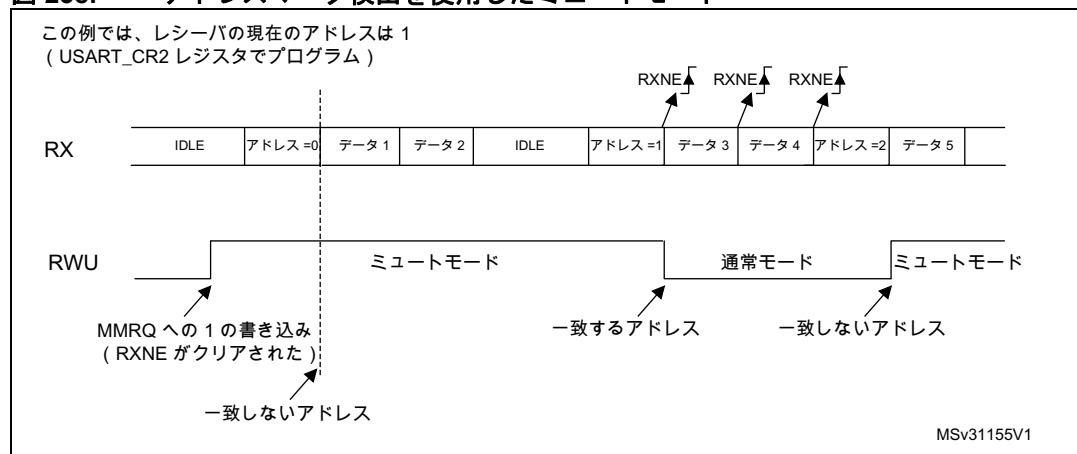 この例では、レシーバの現在のアドレスは 1
( USART_CR2 レジスタでプログラム )
RXNE RXNE RXNE
RX IDLE アドレス =0 データ 1 データ 2 IDLE アドレス =1 データ 3 データ 4 アドレス =2 データ 5
RWU ミュートモード 通常モード ミュートモード
MMRQ への 1 の書き込み
( RXNE がクリアされた )
一致するアドレス 一致しないアドレス
一致しないアドレス
MSv31155V1